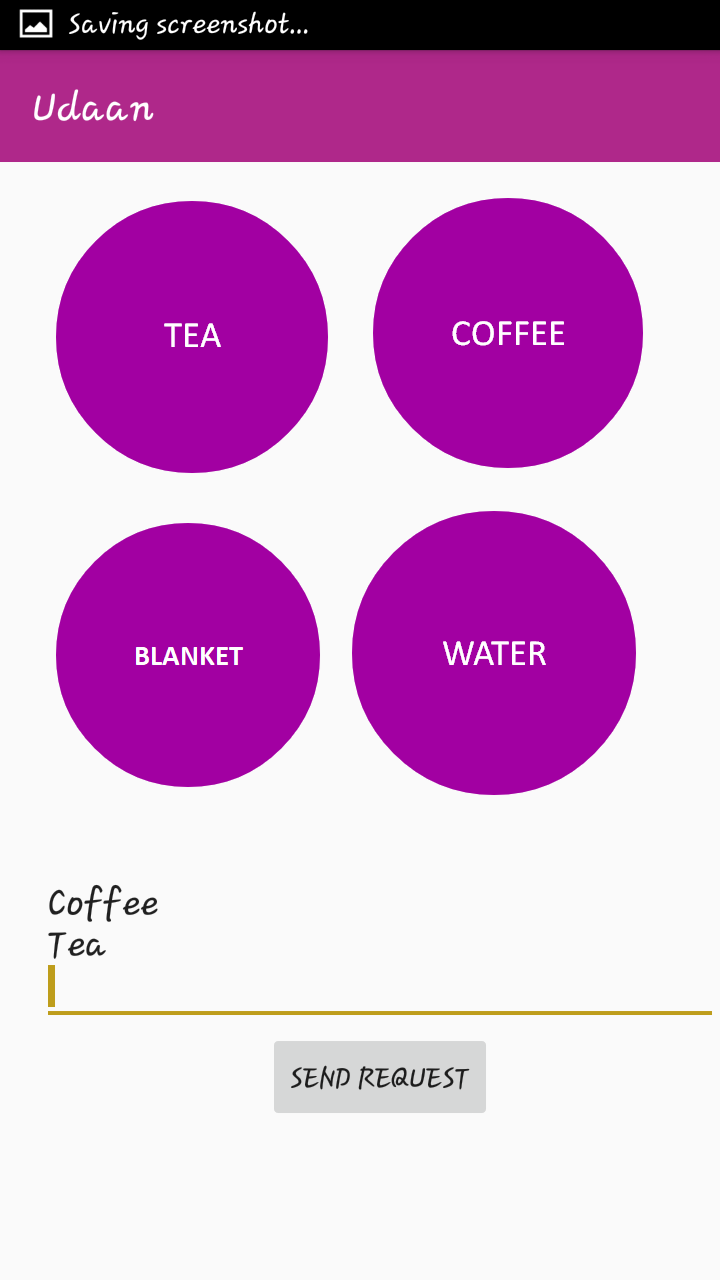 Saving screenshot...
Udaan
TEA
COFFEE
BLANKET
WATER
Coffee
Tea
SEND REQUEST